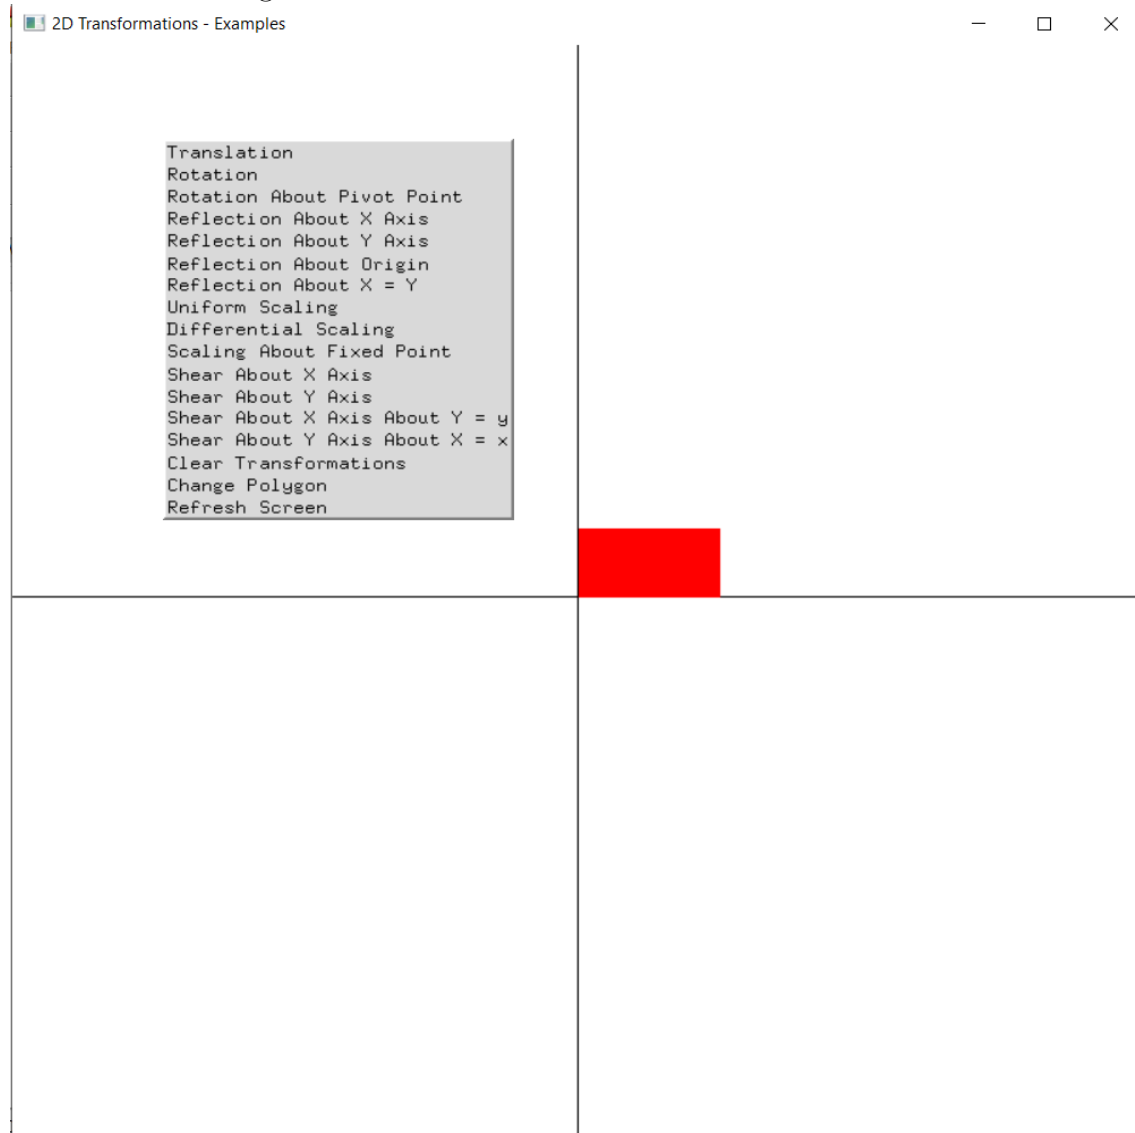 2D Transformations - Examples
Translation
Rotation
Rotation About Pivot Point
Reflection About X Axis
Reflection About Y Axis
Reflection About Origin
Reflection About X = Y
Uniform Scaling
Differential Scaling
Scaling About Fixed Point
Shear About X Axis
Shear About Y Axis
Shear About X Axis About Y = y
Shear About Y Axis About X = x
Clear Transformations
Change Polygon
Refresh Screen